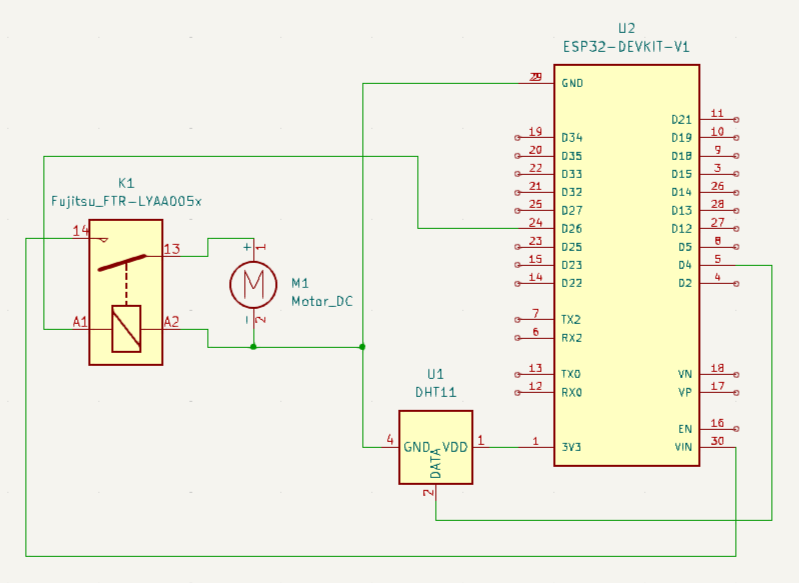 U2
ESP32-DEVKIT-V1
GND
D21 11
19 D34
D19 10
20 D35
D18 9
22 D33
D15 3
K1
21 D32
D14 26
Fujitsu_FTR-LYAA005x
25 D27
D13 28
24 D26
D12 27
14
23 D25
D5 8
13
+ 1
15 D23
D4 5
M
M1
14 D22
D2 4
Motor_DC
A1
A2
- 2
7 TX2
6 RX2
U1
13 TX0
VN 18
DHT11
12 RX0
VP 17
EN 16
4 GND VDD 1
1 3V3
VIN 30
DATA
2